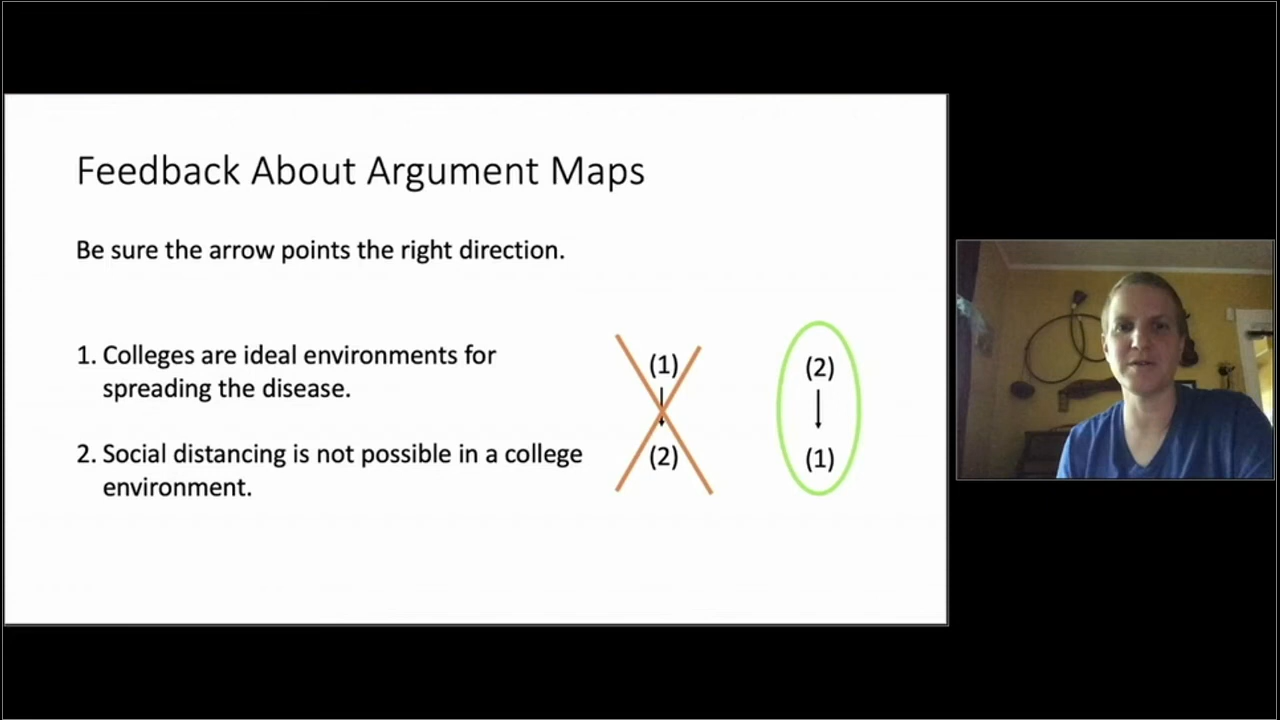 Feedback About Argument Maps
Be sure the arrow points the right direction.
1. Colleges are ideal environments for
spreading the disease.
2. Social distancing is not possible in a college
environment.
(1)
(2)
(2)
(1)